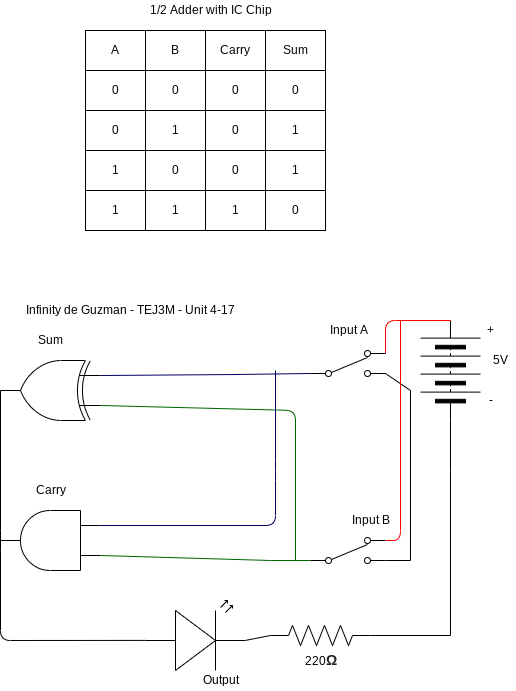 1/2 Adder with IC Chip
A B Carry Sum
0 0 0 0
0 1 0 1
1 0 0 1
1 1 1 0
Infinity de Guzman - TEJ3M - Unit 4-17
Sum
Input A
+
5V
-
Carry
Input B
220Ω
Output